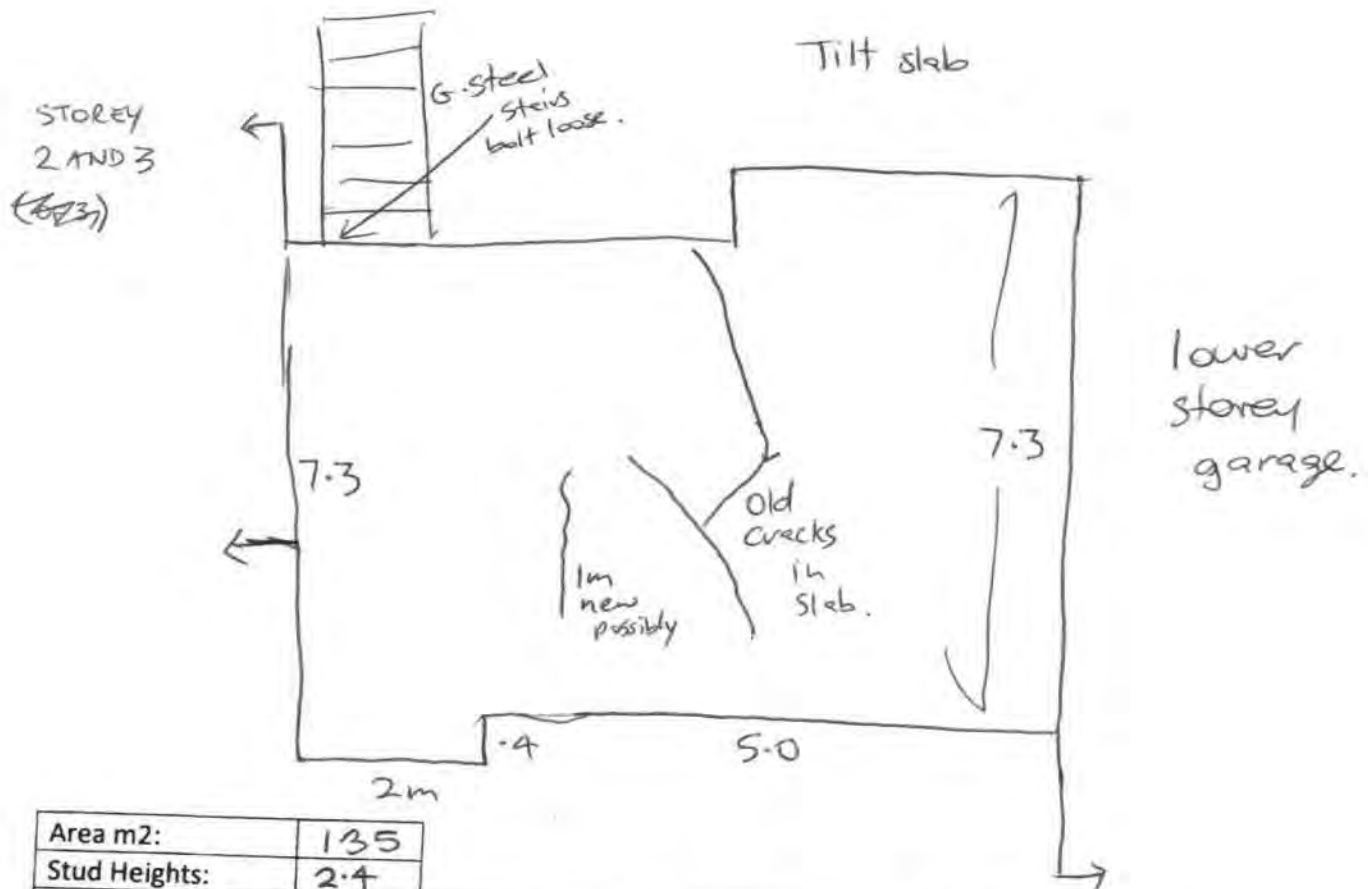 Tilt slab
G.steel
stairs
bolt loose.
STOREY
2 AND 3
lower
storey
garage.
7.3
7.3
Old
cracks
in
slab.
1m
new
possibly
.4
5.0
2m
Area m2: 135
Stud Heights: 2.4